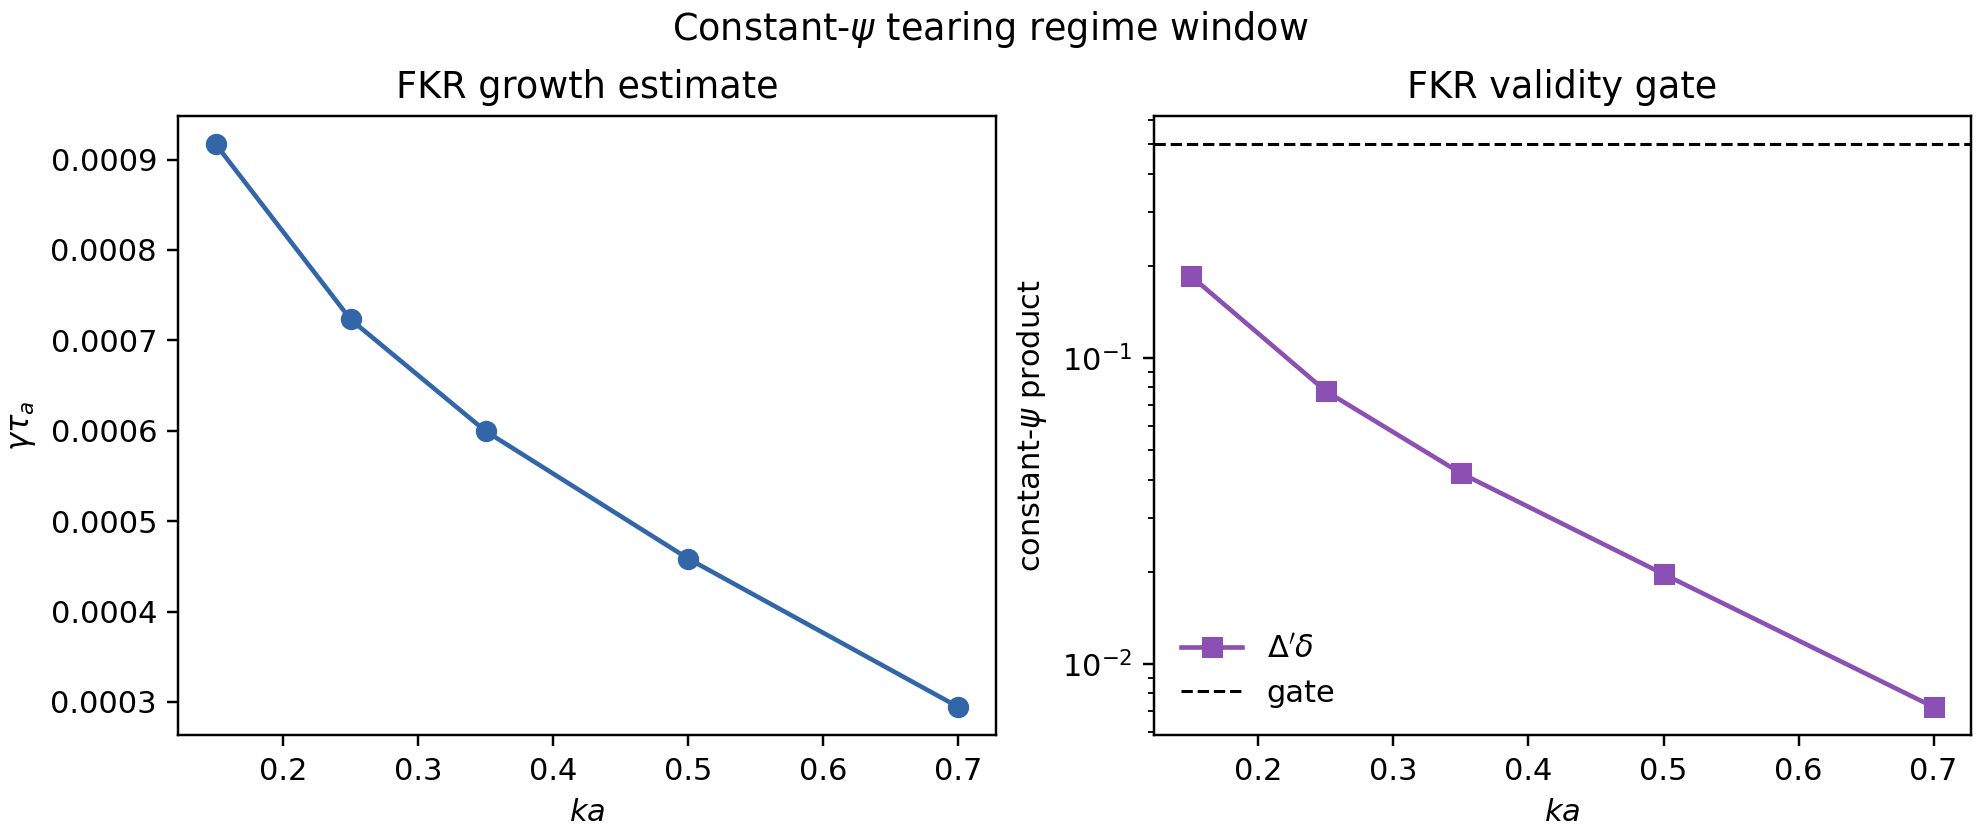 Constant-ψ tearing regime window
FKR growth estimate
γτₐ
0.0009
0.0008
0.0007
0.0006
0.0005
0.0004
0.0003
0.2 0.3 0.4 0.5 0.6 0.7
ka
FKR validity gate
constant-ψ product
10⁻¹
10⁻²
Δ′δ
gate
0.2 0.3 0.4 0.5 0.6 0.7
ka